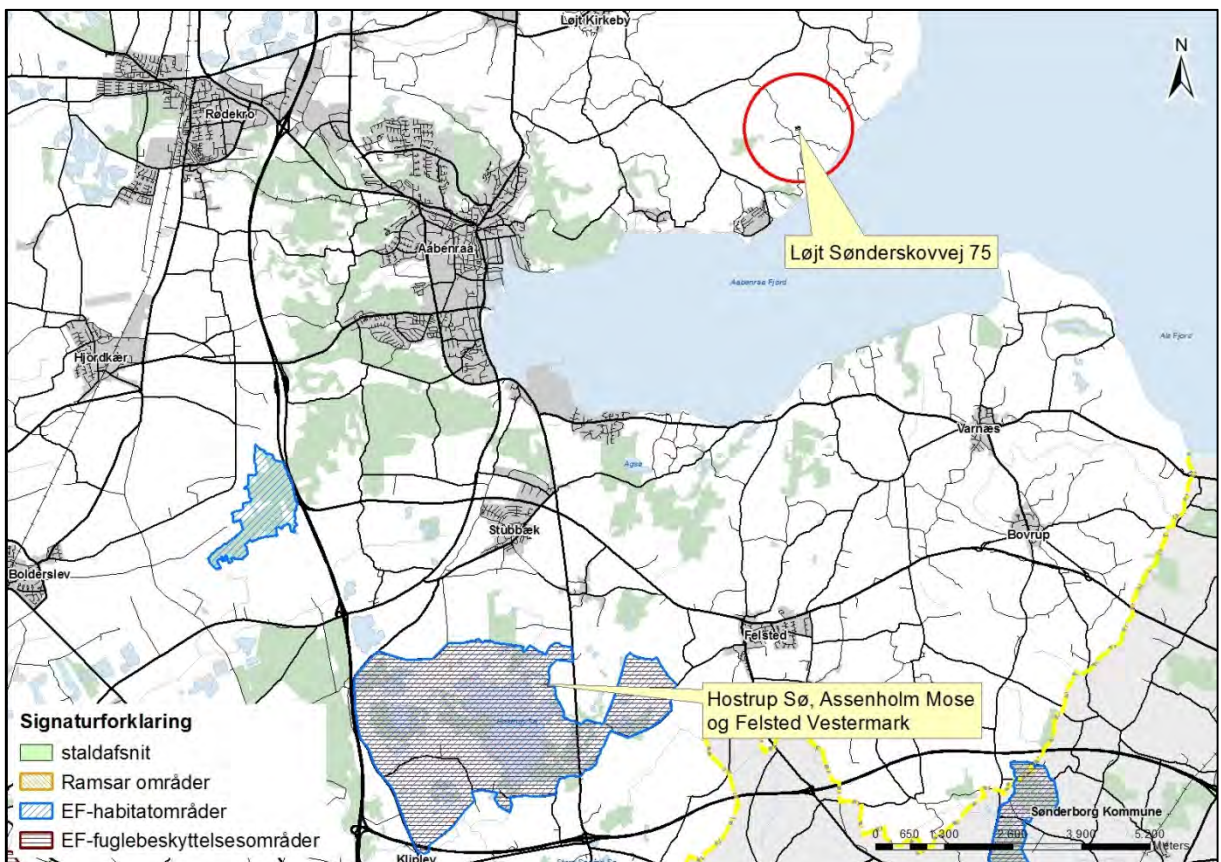 Løjt Kirkeby
N
Rødekro
Løjt Sønderskovvej 75
Aabenraa
Aabenraa Fjord
Als Fjord
Hjordkær
Varnæs
Stubbæk
Bovrup
Bolderslev
Felsted
Hostrup Sø, Assenholm Mose
og Felsted Vestermark
Signaturforklaring
staldafsnit
Ramsar områder
EF-habitatområder
EF-fuglebeskyttelsesområder
Hostrup Sø
Sønderborg Kommune
0 650 1.300 2.600 3.900 5.200
Meters
Kliplev